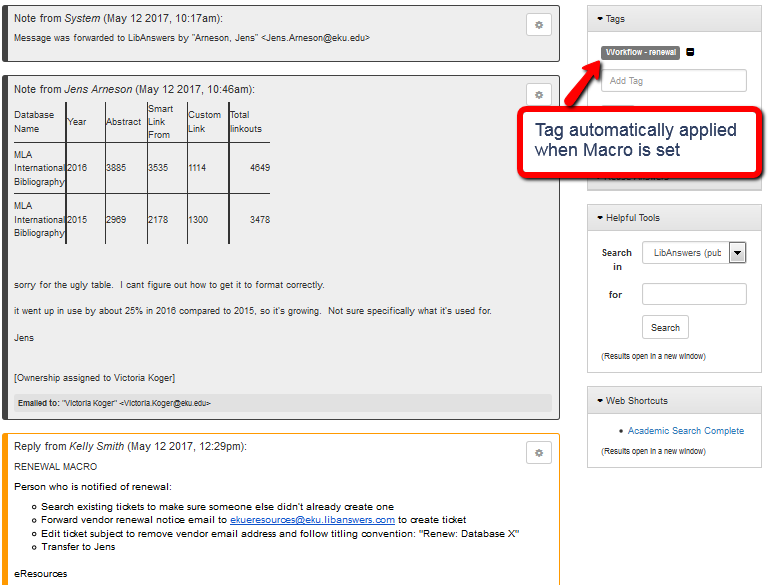 Note from System (May 12 2017, 10:17am):
Message was forwarded to LibAnswers by "Arneson, Jens" <Jens.Arneson@eku.edu>
Note from Jens Arneson (May 12 2017, 10:46am):
Database Name
Year
Abstract
Smart Link From
Custom Link
Total linkouts
MLA International Bibliography
2016
3885
3535
1114
4649
MLA International Bibliography
2015
2969
2178
1300
3478
sorry for the ugly table. I cant figure out how to get it to format correctly.
it went up in use by about 25% in 2016 compared to 2015, so it's growing. Not sure specifically what it's used for.
Jens
[Ownership assigned to Victoria Koger]
Emailed to: "Victoria Koger" <Victoria.Koger@eku.edu>
Reply from Kelly Smith (May 12 2017, 12:29pm):
RENEWAL MACRO
Person who is notified of renewal:
Search existing tickets to make sure someone else didn't already create one
Forward vendor renewal notice email to ekueresources@eku.libanswers.com to create ticket
Edit ticket subject to remove vendor email address and follow titling convention: "Renew: Database X"
Transfer to Jens
eResources
Tags
Workflow - renewal
Add Tag
Tag automatically applied
when Macro is set
Helpful Tools
Search in
LibAnswers (pub
for
Search
(Results open in a new window)
Web Shortcuts
Academic Search Complete
(Results open in a new window)